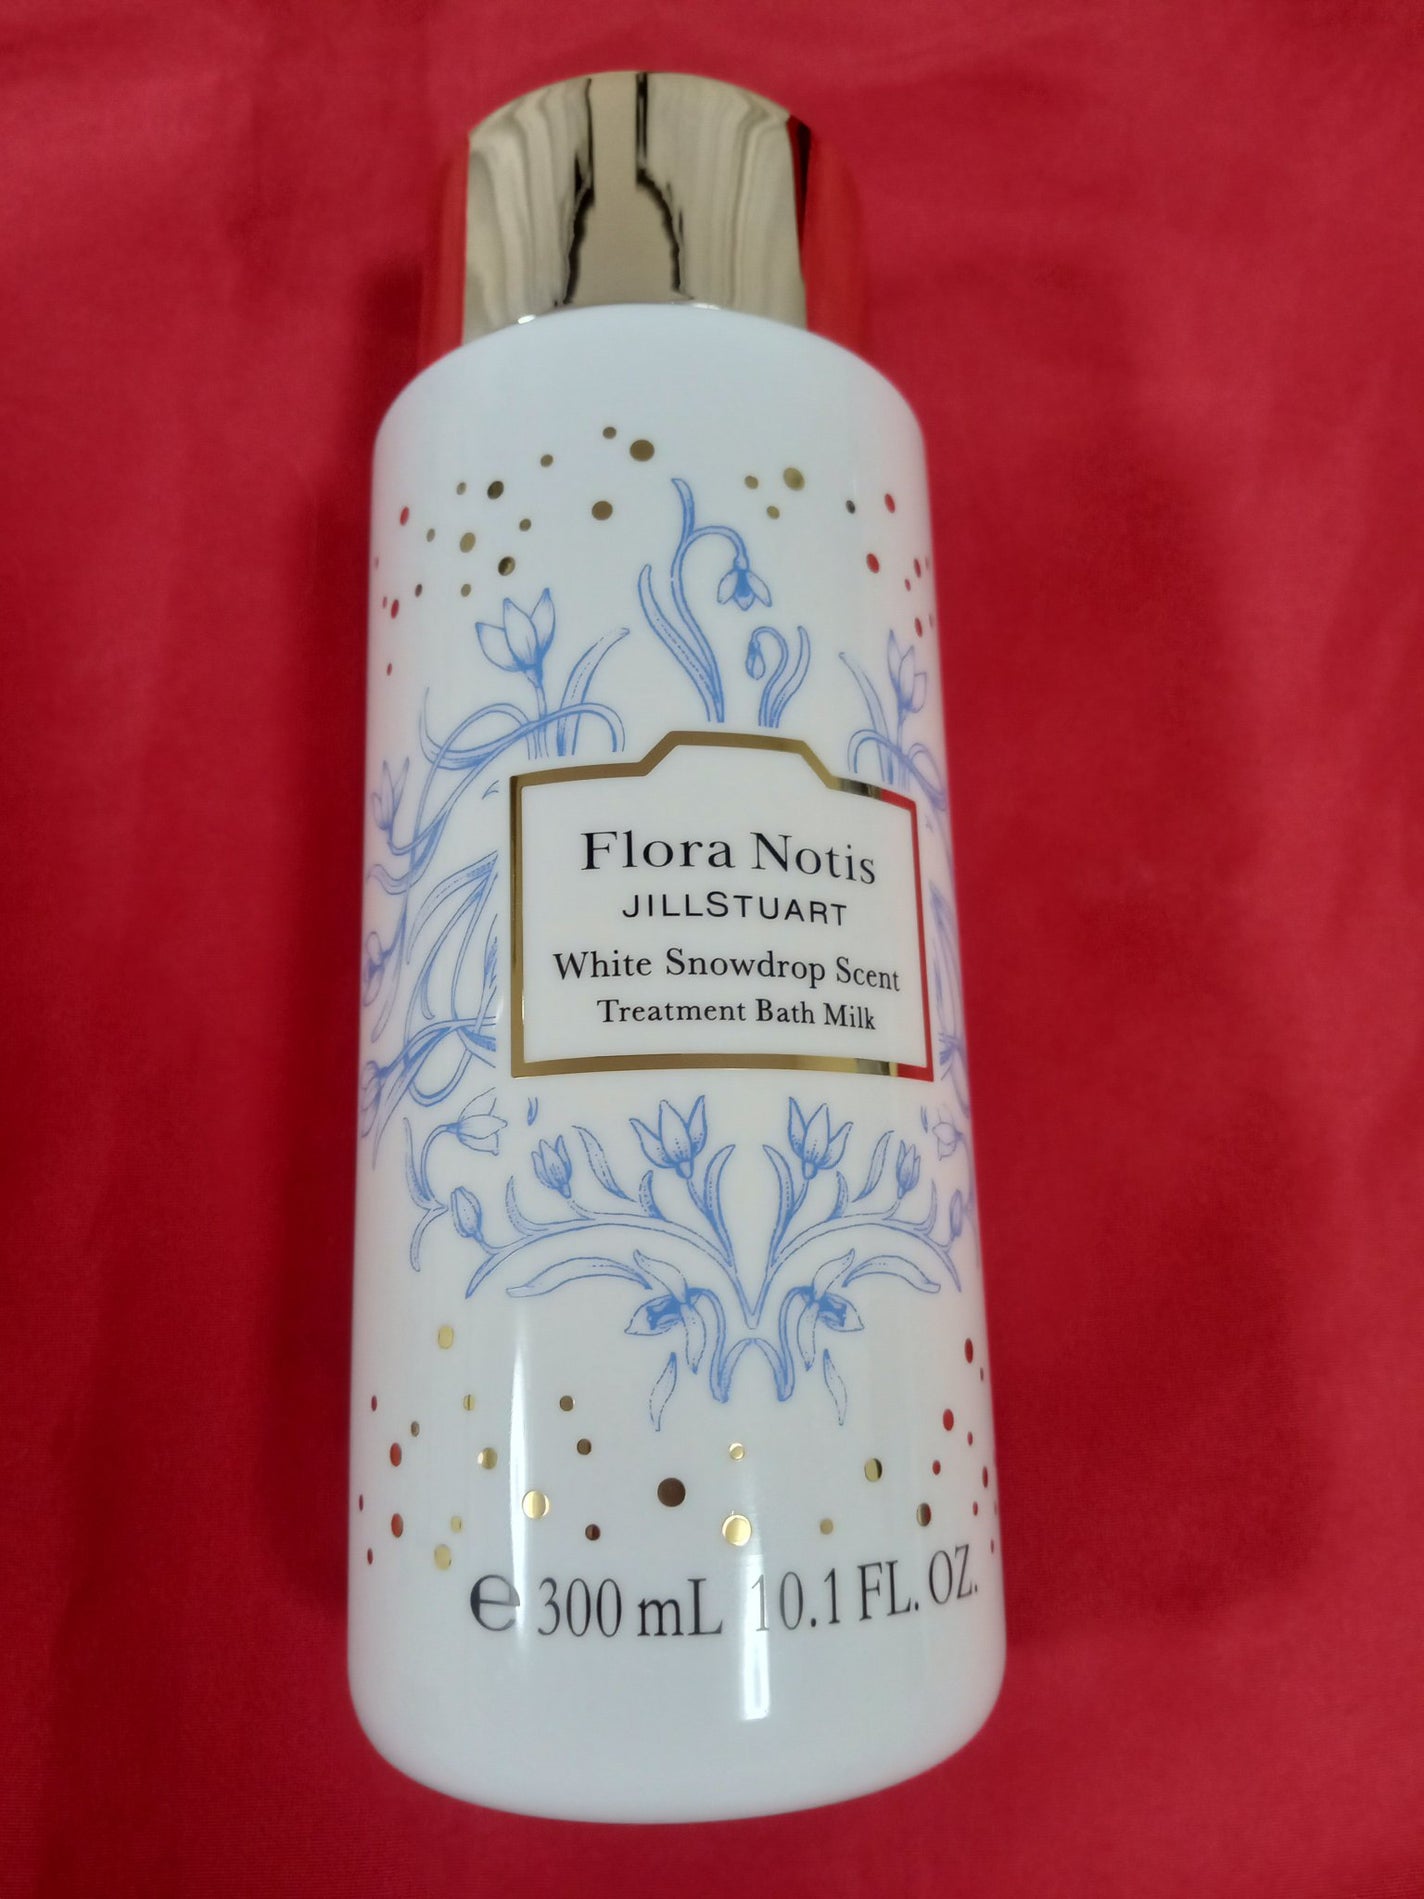 Flora Notis
JILLSTUART
White Snowdrop Scent
Treatment Bath Milk
℮ 300 mL 10.1 FL. OZ.